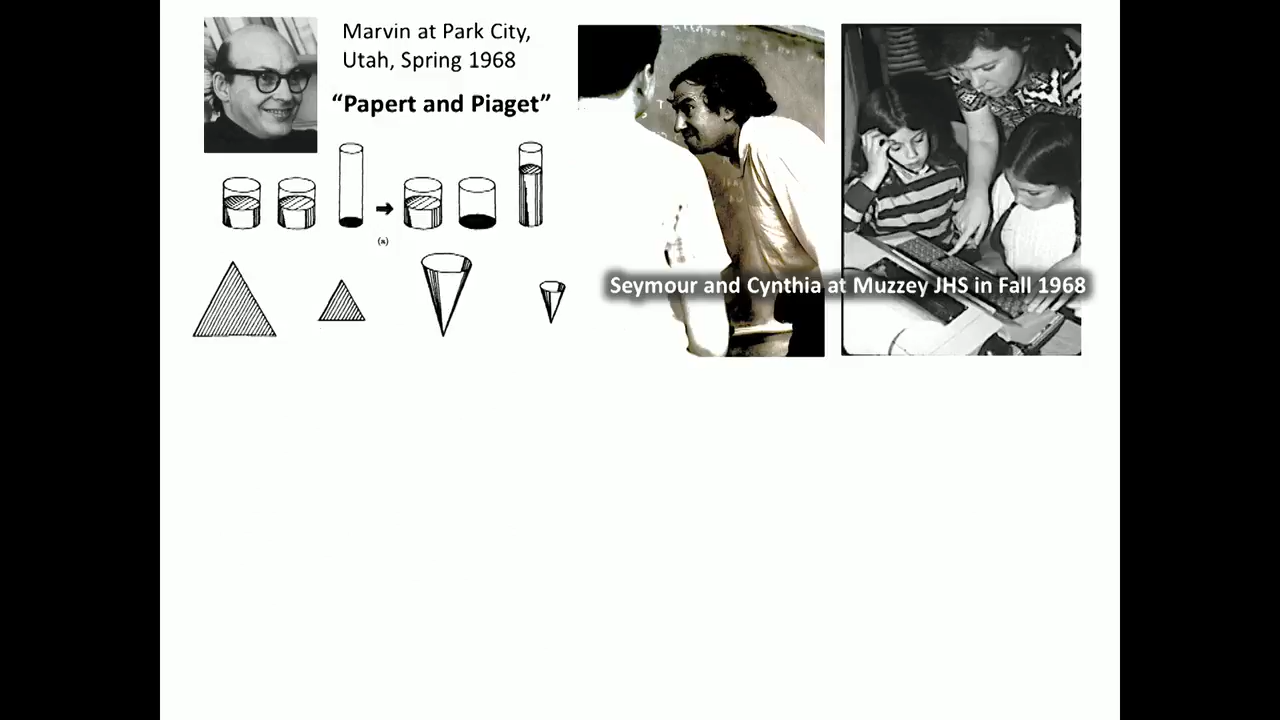 Marvin at Park City,
Utah, Spring 1968
“Papert and Piaget”
(a)
Seymour and Cynthia at Muzzey JHS in Fall 1968